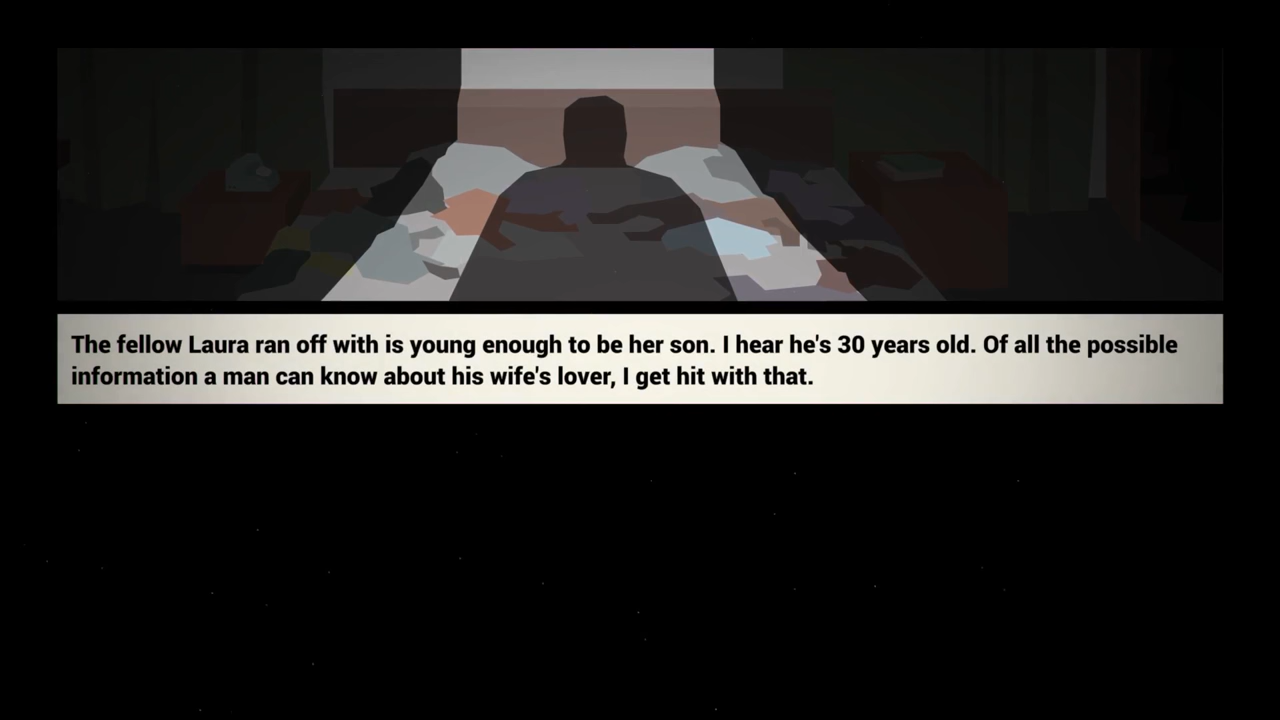 The fellow Laura ran off with is young enough to be her son. I hear he's 30 years old. Of all the possible
information a man can know about his wife's lover, I get hit with that.